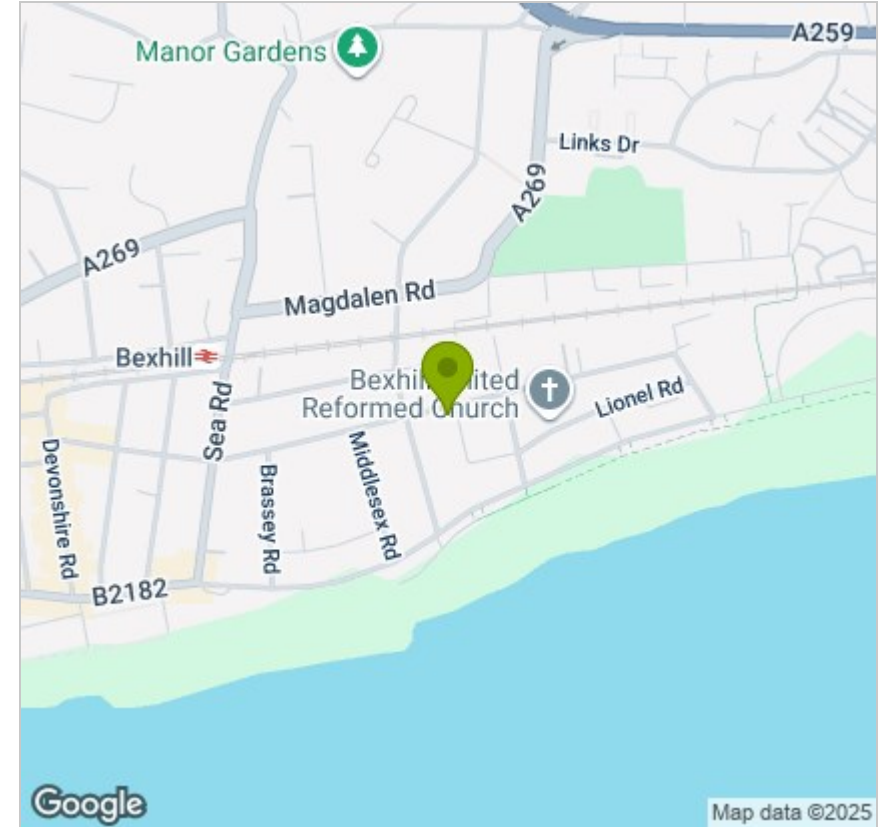 Manor Gardens
A259
Links Dr
A269
A269
Magdalen Rd
Bexhill
Bexhill United
Reformed Church
Lionel Rd
Sea Rd
Devonshire Rd
Brassey Rd
Middlesex Rd
B2182
Google
Map data ©2025